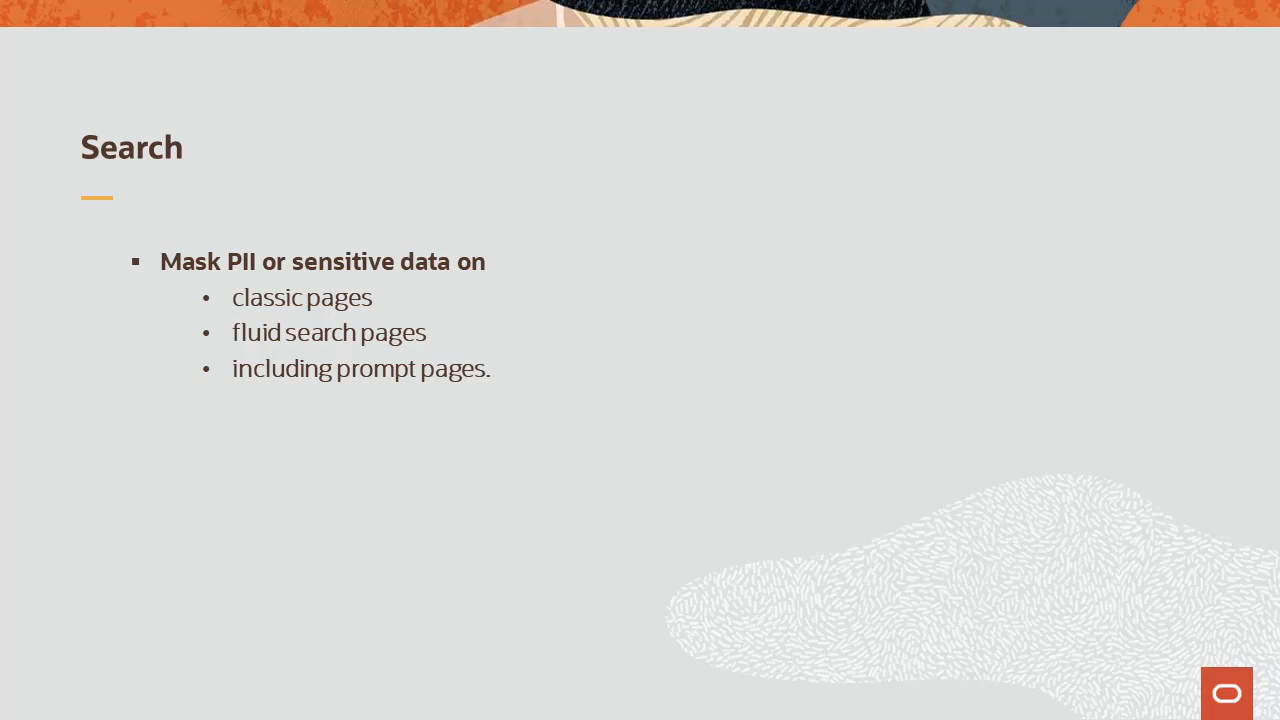 Search
▪ Mask PII or sensitive data on
• classic pages
• fluid search pages
• including prompt pages.